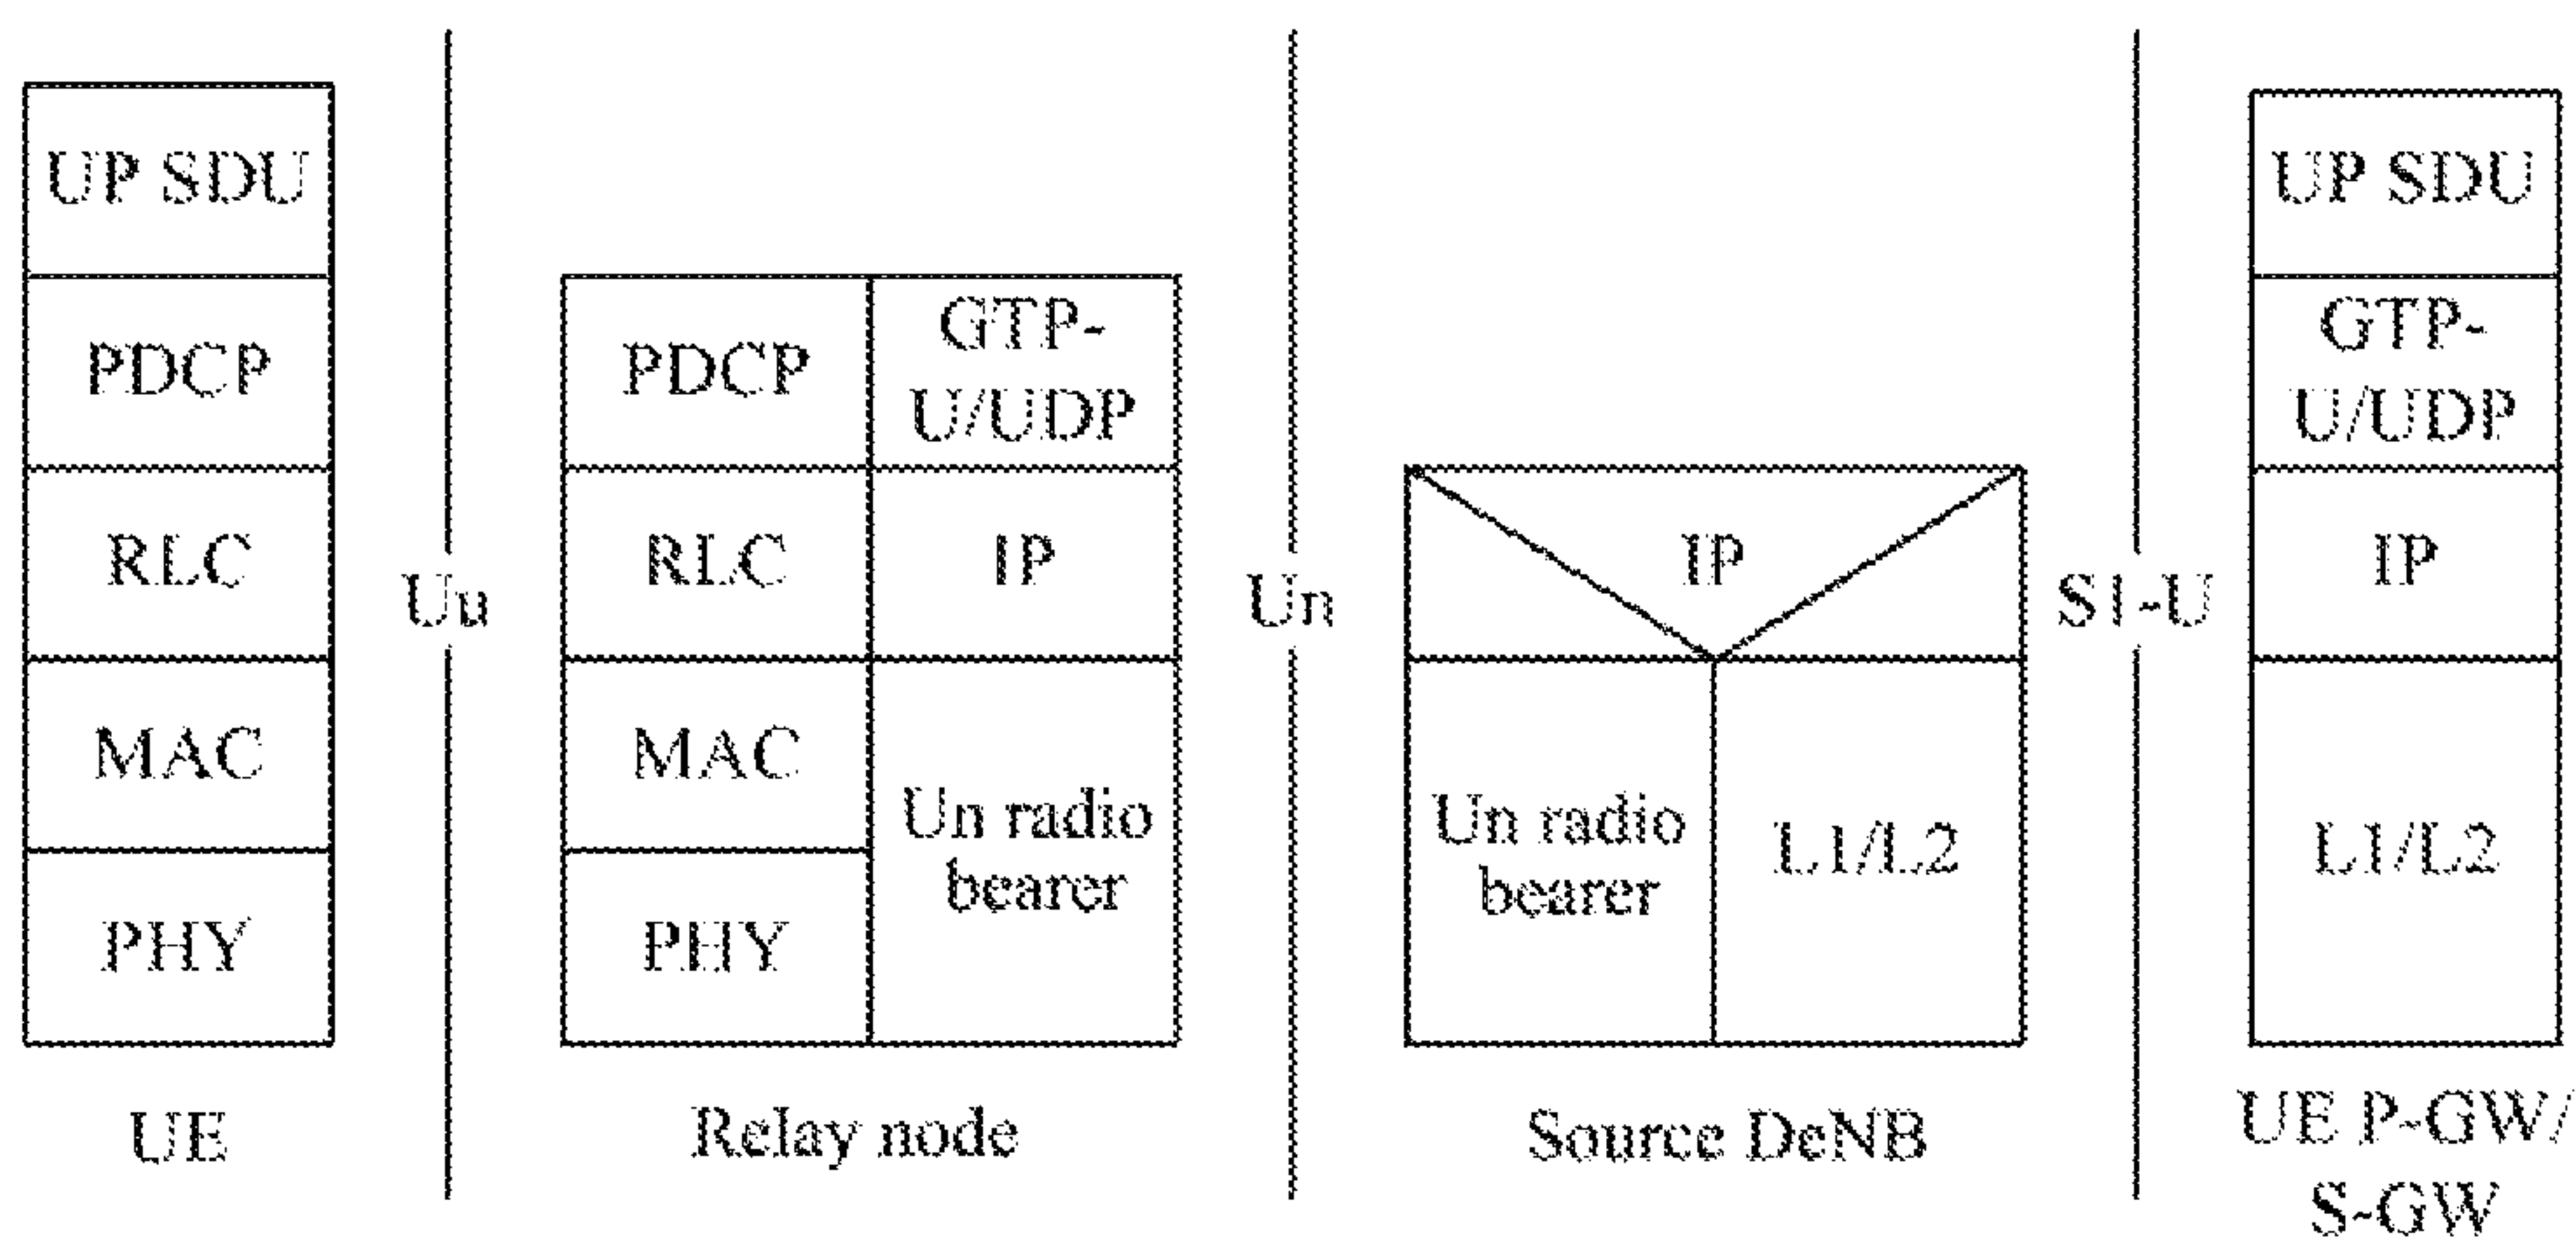 UP SDU
PDCP
RLC
MAC
PHY
UE
Uu
PDCP
RLC
MAC
PHY
GTP-
U/UDP
IP
Un radio
bearer
Relay node
Un
IP
Un radio
bearer
L1/L2
Source DeNB
S1-U
UP SDU
GTP-
U/UDP
IP
L1/L2
UE P-GW/
S-GW